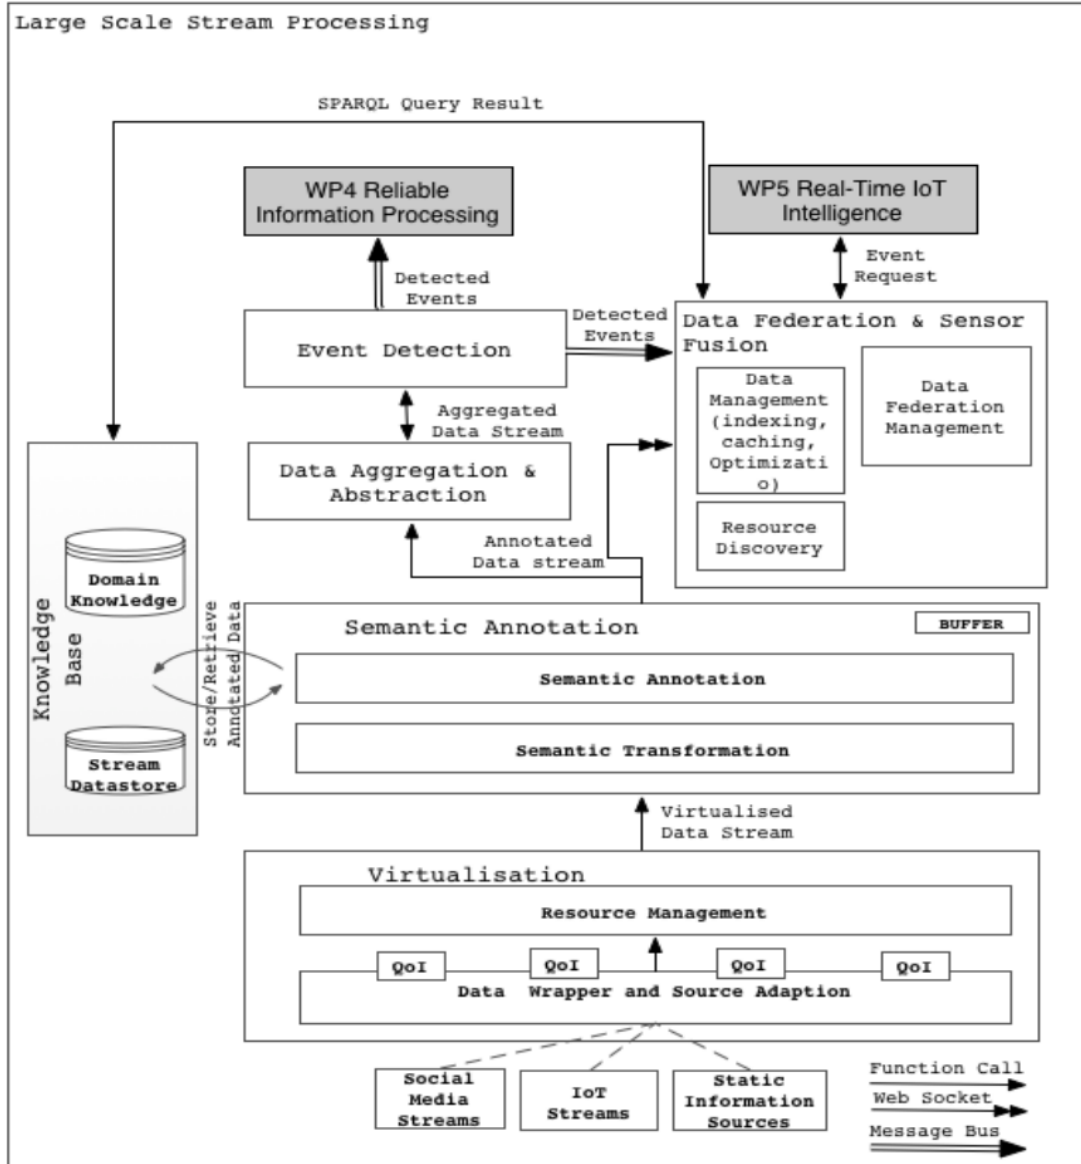 Large Scale Stream Processing
SPARQL Query Result
WP4 Reliable
Information Processing
WP5 Real-Time IoT
Intelligence
Detected
Events
Event
Request
Event Detection
Detected
Events
Data Federation & Sensor
Fusion
Data
Management
(indexing,
caching,
Optimizati
o)
Data
Federation
Management
Resource
Discovery
Aggregated
Data Stream
Data Aggregation &
Abstraction
Annotated
Data stream
Knowledge
Base
Domain
Knowledge
Stream
Datastore
Store/Retrieve
Annotated Data
Semantic Annotation
BUFFER
Semantic Annotation
Semantic Transformation
Virtualised
Data Stream
Virtualisation
Resource Management
QoI
QoI
QoI
QoI
Data Wrapper and Source Adaption
Social
Media
Streams
IoT
Streams
Static
Information
Sources
Function Call
Web Socket
Message Bus